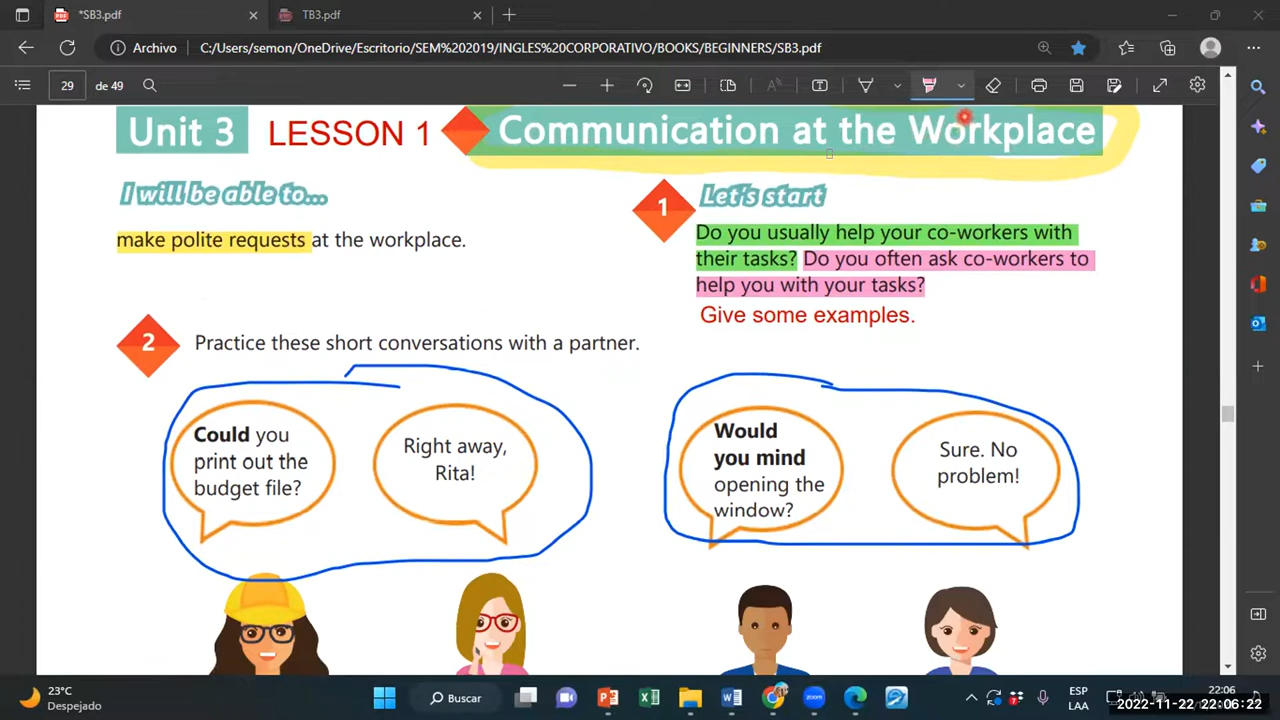 *SB3.pdf
TB3.pdf
Archivo
C:/Users/semon/OneDrive/Escritorio/SEM%202019/INGLES%20CORPORATIVO/BOOKS/BEGINNERS/SB3.pdf
29 de 49
Unit 3 LESSON 1 Communication at the Workplace
I will be able to...
make polite requests at the workplace.
1 Let's start
Do you usually help your co-workers with
their tasks? Do you often ask co-workers to
help you with your tasks?
Give some examples.
2 Practice these short conversations with a partner.
Could you
print out the
budget file?
Right away,
Rita!
Would
you mind
opening the
window?
Sure. No
problem!
23°C
Despejado
Buscar
ESP
LAA
22:06
2022-11-22 22:06:22